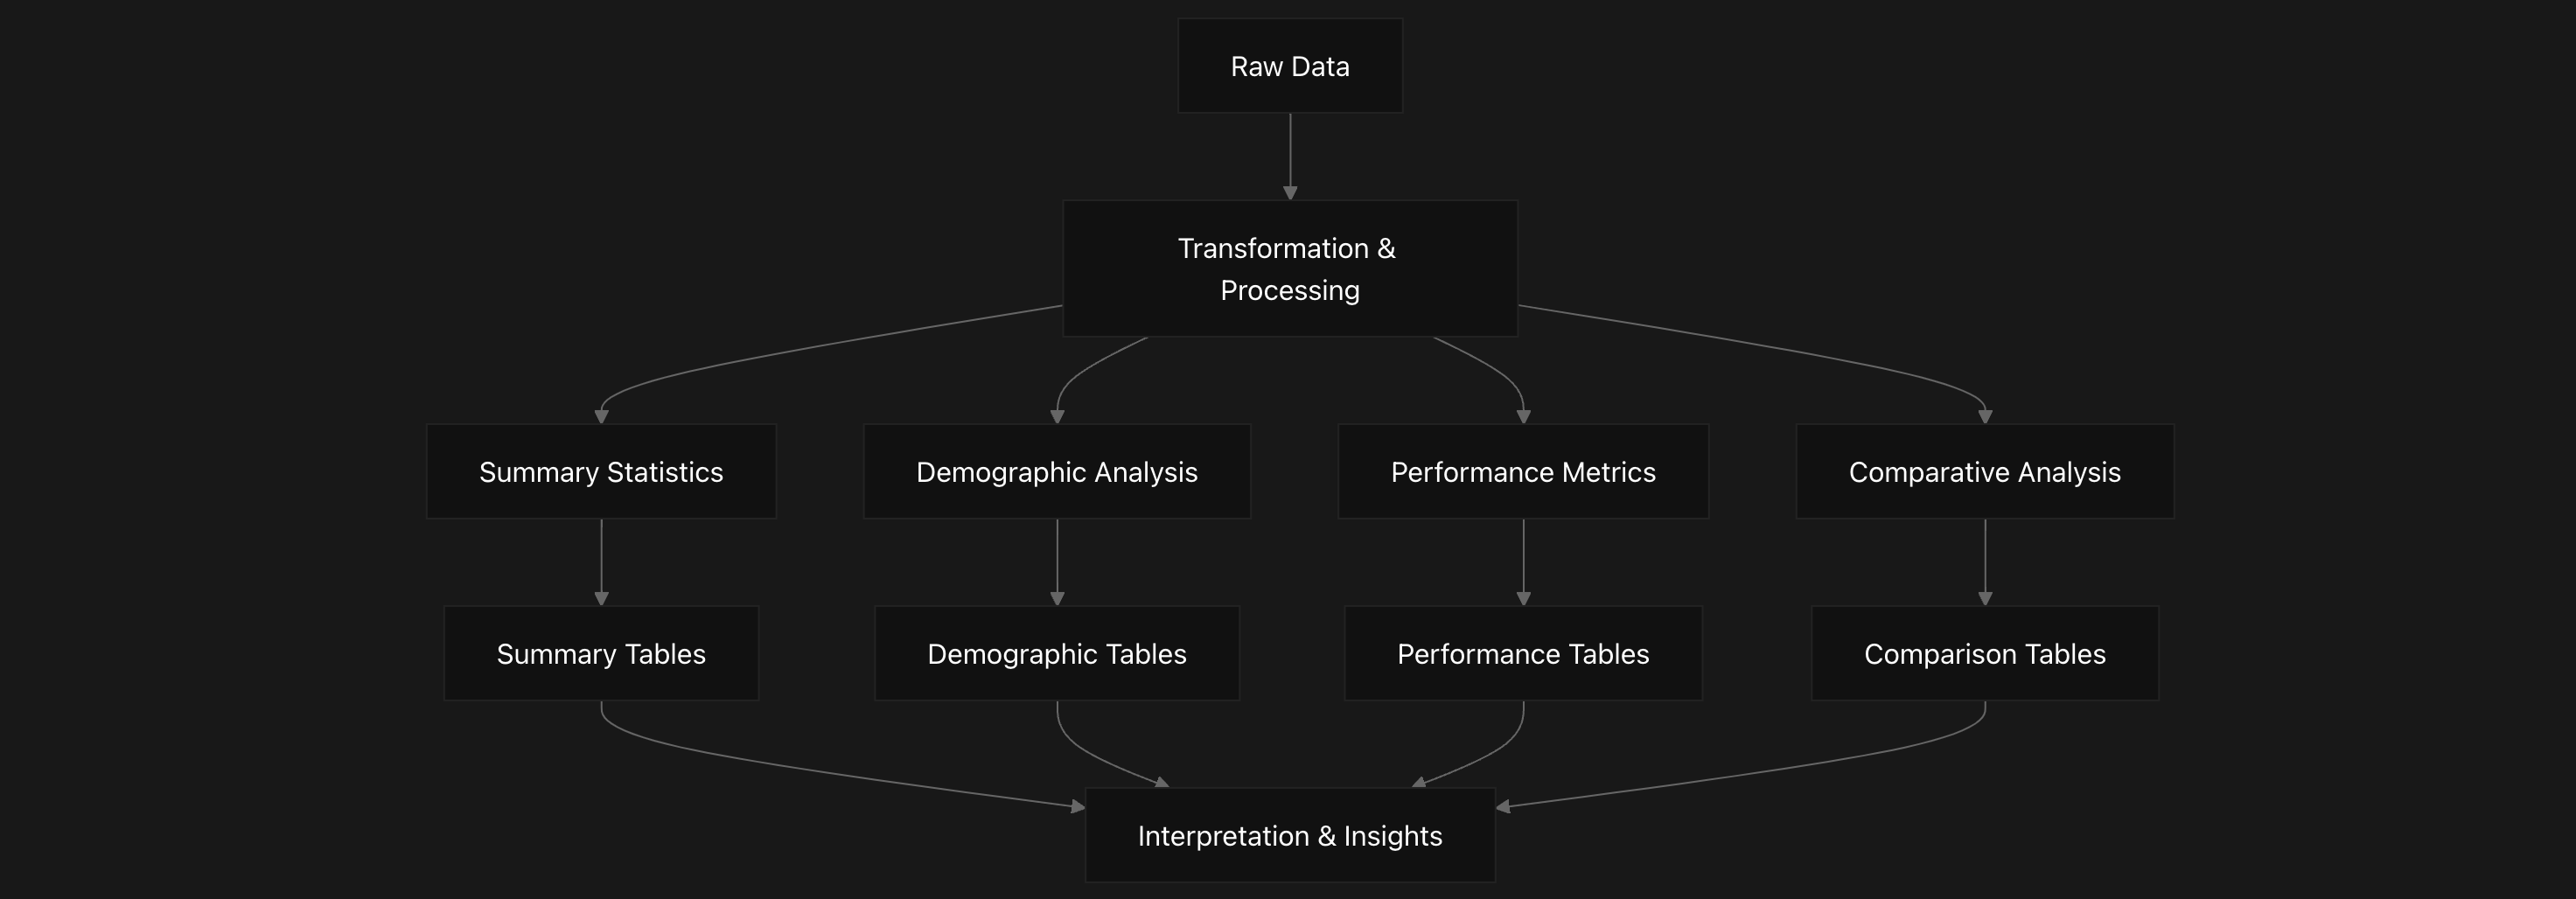 Raw Data
Transformation &
Processing
Summary Statistics
Demographic Analysis
Performance Metrics
Comparative Analysis
Summary Tables
Demographic Tables
Performance Tables
Comparison Tables
Interpretation & Insights